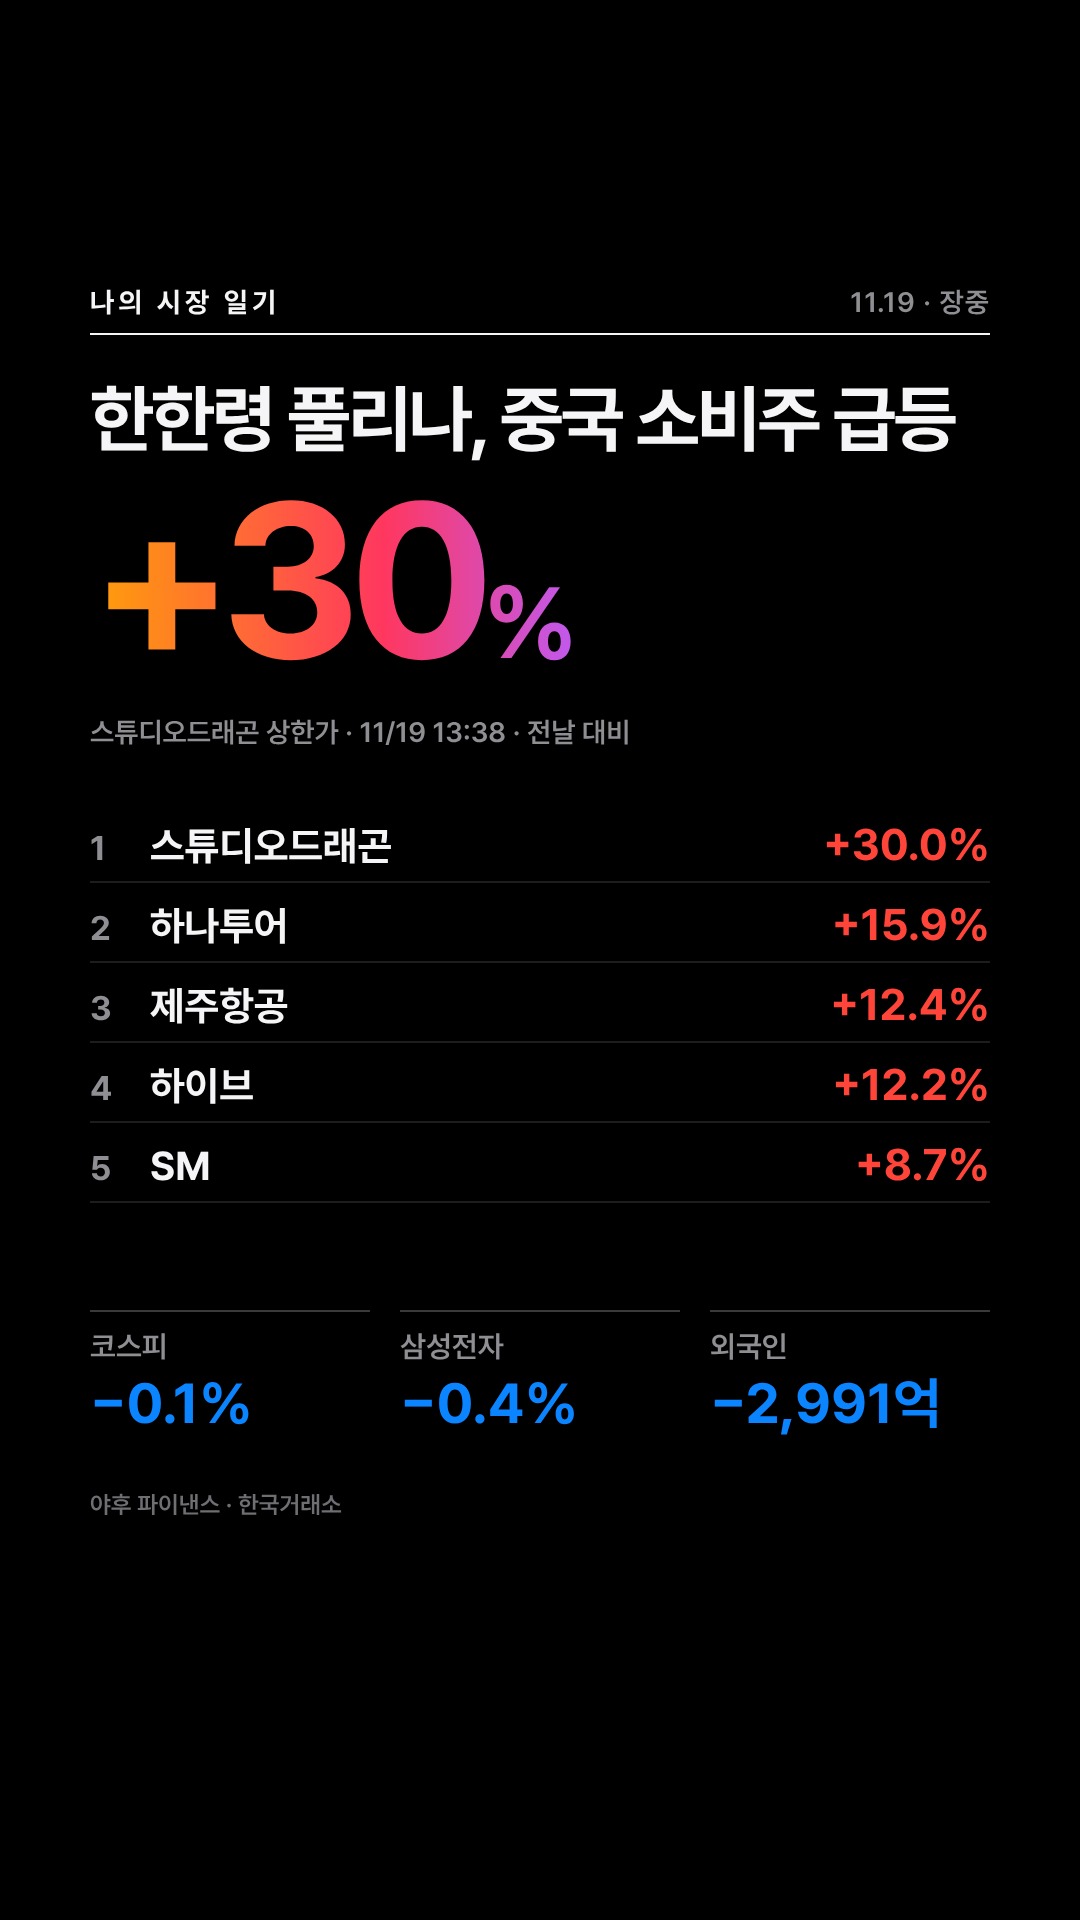 나의 시장 일기
11.19 · 장중
한한령 풀리나, 중국 소비주 급등
+30%
스튜디오드래곤 상한가 · 11/19 13:38 · 전날 대비
1 스튜디오드래곤 +30.0%
2 하나투어 +15.9%
3 제주항공 +12.4%
4 하이브 +12.2%
5 SM +8.7%
코스피 삼성전자 외국인
−0.1% −0.4% −2,991억
야후 파이낸스 · 한국거래소